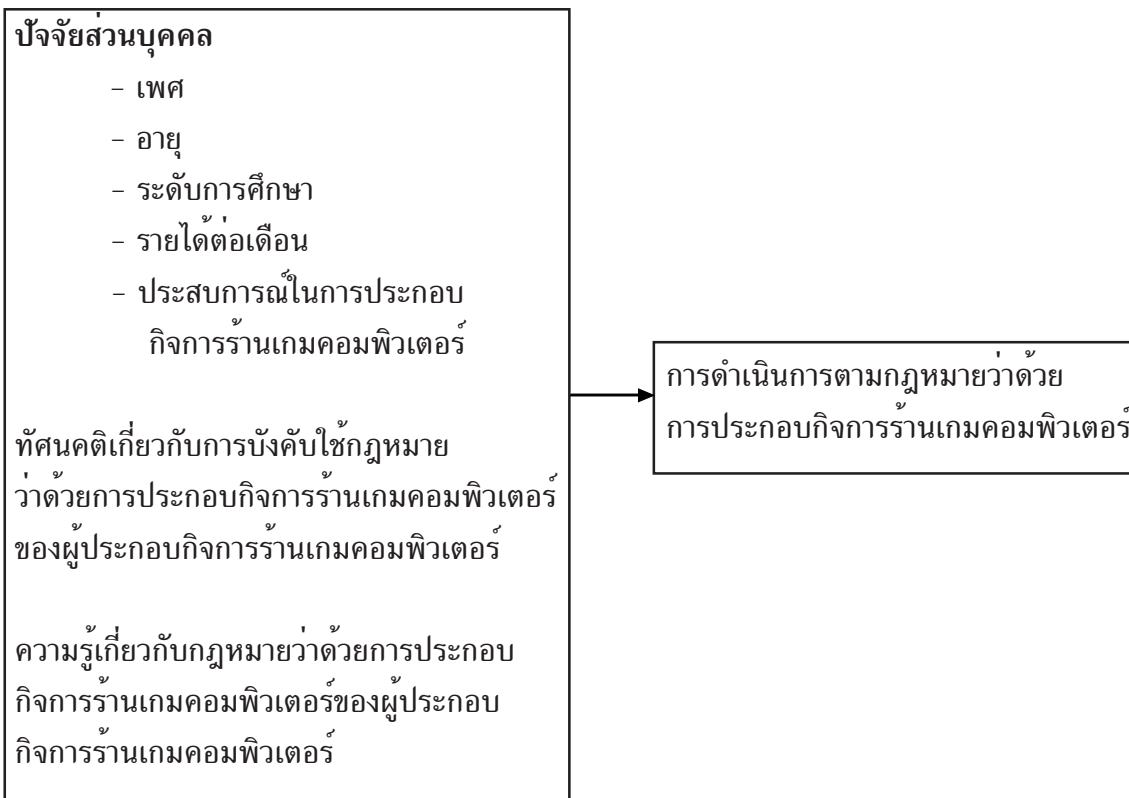 ปัจจัยส่วนบุคคล
- เพศ
- อายุ
- ระดับการศึกษา
- รายได้ต่อเดือน
- ประสบการณ์ในการประกอบ
กิจการร้านเกมคอมพิวเตอร์
ทัศนคติเกี่ยวกับการบังคับใช้กฎหมาย
ว่าด้วยการประกอบกิจการร้านเกมคอมพิวเตอร์
ของผู้ประกอบกิจการร้านเกมคอมพิวเตอร์
ความรู้เกี่ยวกับกฎหมายว่าด้วยการประกอบ
กิจการร้านเกมคอมพิวเตอร์ของผู้ประกอบ
กิจการร้านเกมคอมพิวเตอร์
การดำเนินการตามกฎหมายว่าด้วย
การประกอบกิจการร้านเกมคอมพิวเตอร์